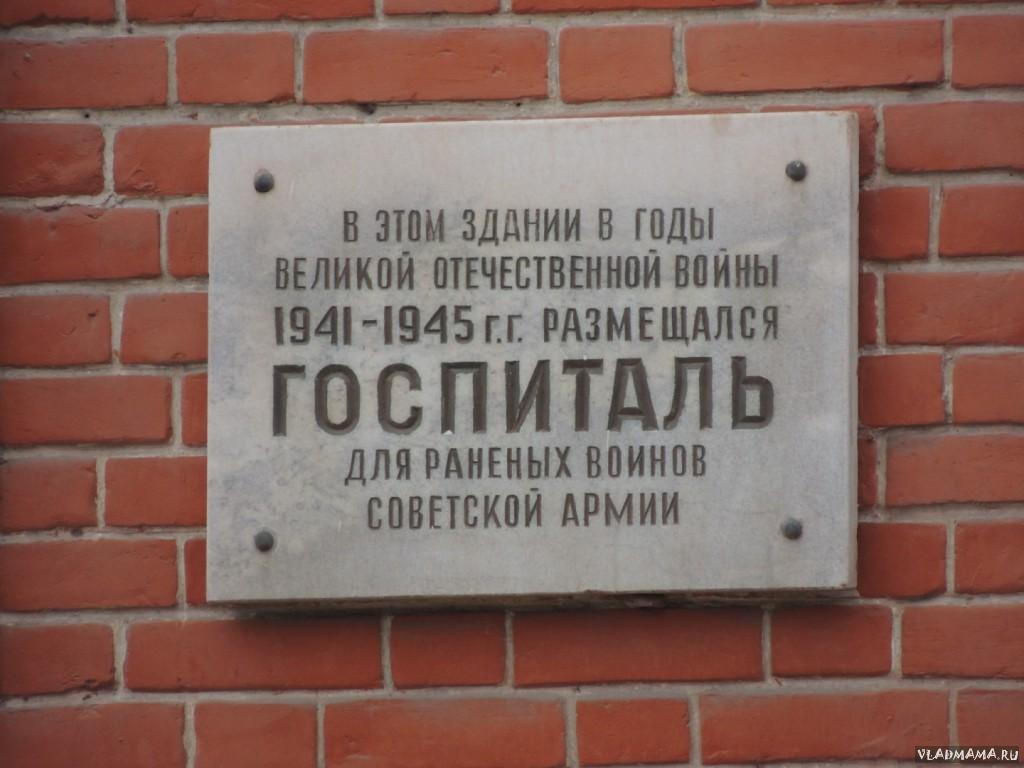 В ЭТОМ ЗДАНИИ В ГОДЫ
ВЕЛИКОЙ ОТЕЧЕСТВЕННОЙ ВОЙНЫ
1941-1945 Г.Г. РАЗМЕЩАЛСЯ
ГОСПИТАЛЬ
ДЛЯ РАНЕНЫХ ВОИНОВ
СОВЕТСКОЙ АРМИИ
VLADMAMA.RU